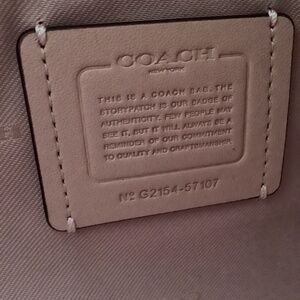 COACH
NEW YORK
THIS IS A COACH BAG. THE
STORYPATCH IS OUR BADGE OF
AUTHENTICITY. FEW PEOPLE MAY
SEE IT, BUT IT WILL ALWAYS BE A
REMINDER OF OUR COMMITMENT
TO QUALITY AND CRAFTSMANSHIP.
Nº G2154-57107